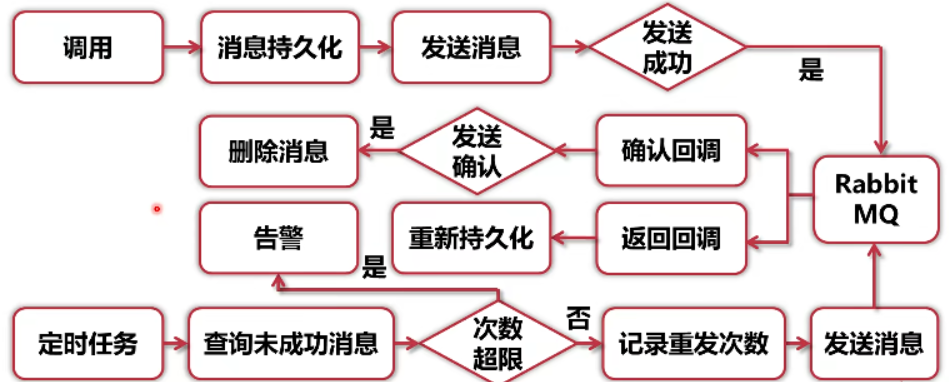 调用
消息持久化
发送消息
发送
成功
是
删除消息
是
发送
确认
确认回调
Rabbit
MQ
告警
是
重新持久化
返回回调
定时任务
查询未成功消息
次数
超限
否
记录重发次数
发送消息